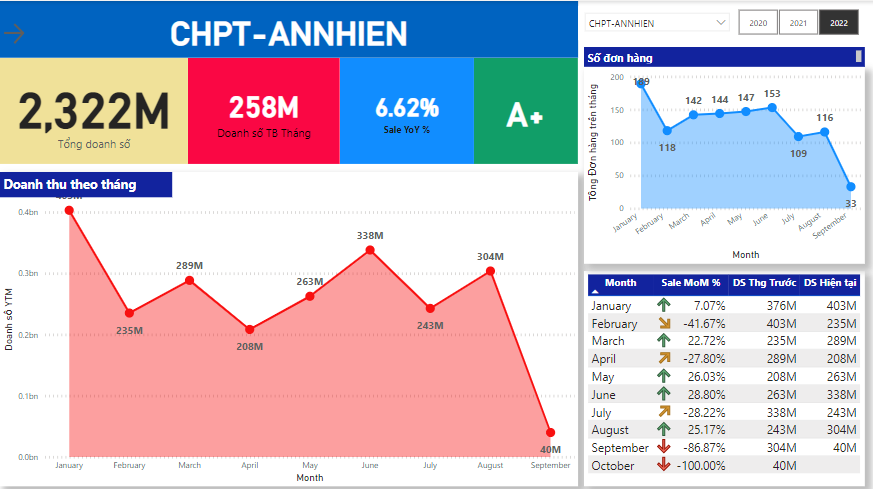 CHPT-ANNHIEN
CHPT-ANNHIEN
2020
2021
2022
2,322M
Tổng doanh số
258M
Doanh số TB Tháng
6.62%
Sale YoY %
A+
Số đơn hàng
Tổng Đơn hàng trên tháng
200
150
100
50
0
189
118
142
144
147
153
109
116
33
January
February
March
April
May
June
July
August
September
Month
Doanh thu theo tháng
Doanh số YTM
0.4bn
0.3bn
0.2bn
0.1bn
0.0bn
403M
235M
289M
208M
263M
338M
243M
304M
40M
January
February
March
April
May
June
July
August
September
Month
Month Sale MoM % DS Thg Trước DS Hiện tại
January 7.07% 376M 403M
February -41.67% 403M 235M
March 22.72% 235M 289M
April -27.80% 289M 208M
May 26.03% 208M 263M
June 28.80% 263M 338M
July -28.22% 338M 243M
August 25.17% 243M 304M
September -86.87% 304M 40M
October -100.00% 40M